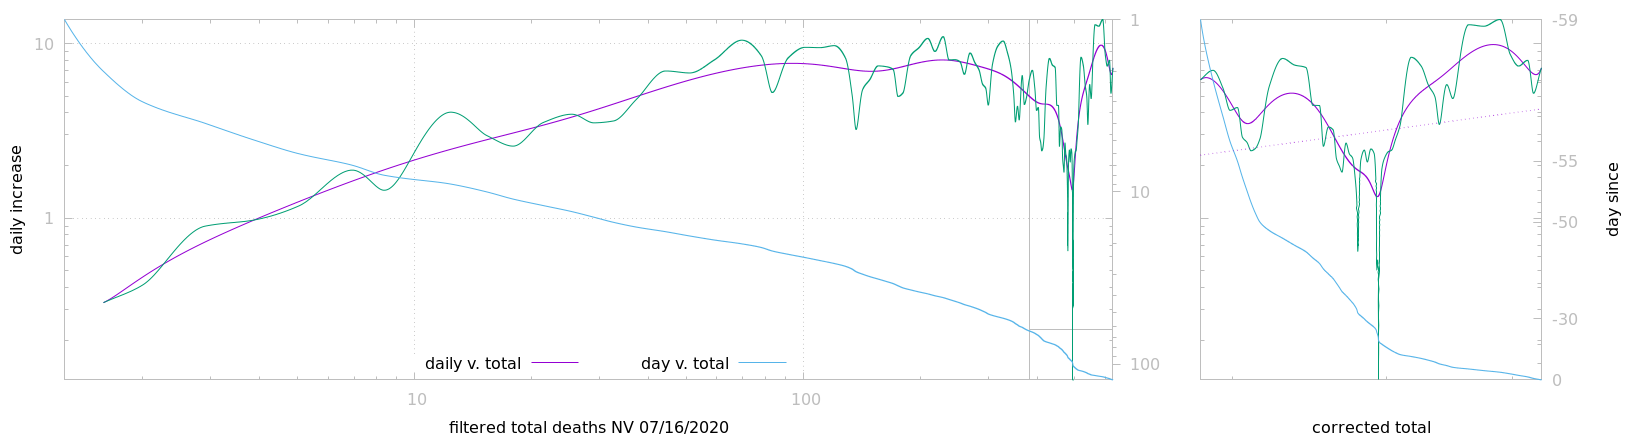 10
1
daily increase
daily v. total
day v. total
10
100
filtered total deaths NV 07/16/2020
1
10
100
-59
-55
-50
-30
0
day since
corrected total